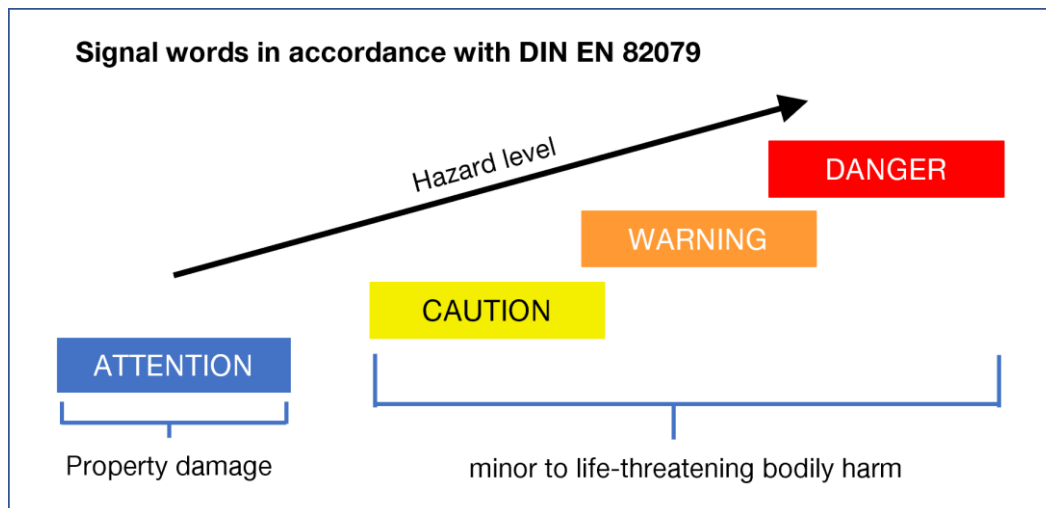 Signal words in accordance with DIN EN 82079
Hazard level
DANGER
WARNING
CAUTION
ATTENTION
Property damage
minor to life-threatening bodily harm